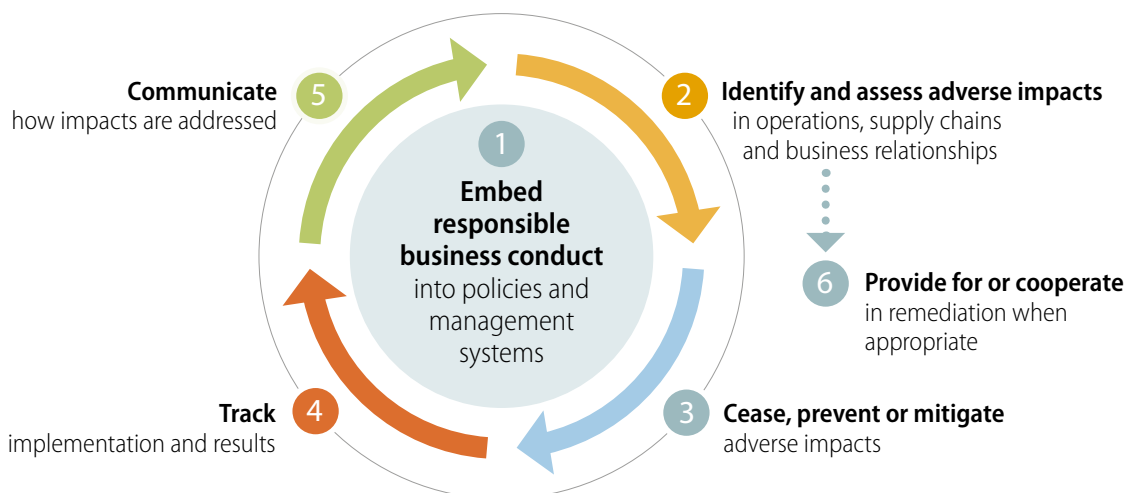 1
Embed
responsible
business conduct
into policies and
management
systems
2
Identify and assess adverse impacts
in operations, supply chains
and business relationships
3
Cease, prevent or mitigate
adverse impacts
4
Track
implementation and results
5
Communicate
how impacts are addressed
6
Provide for or cooperate
in remediation when
appropriate